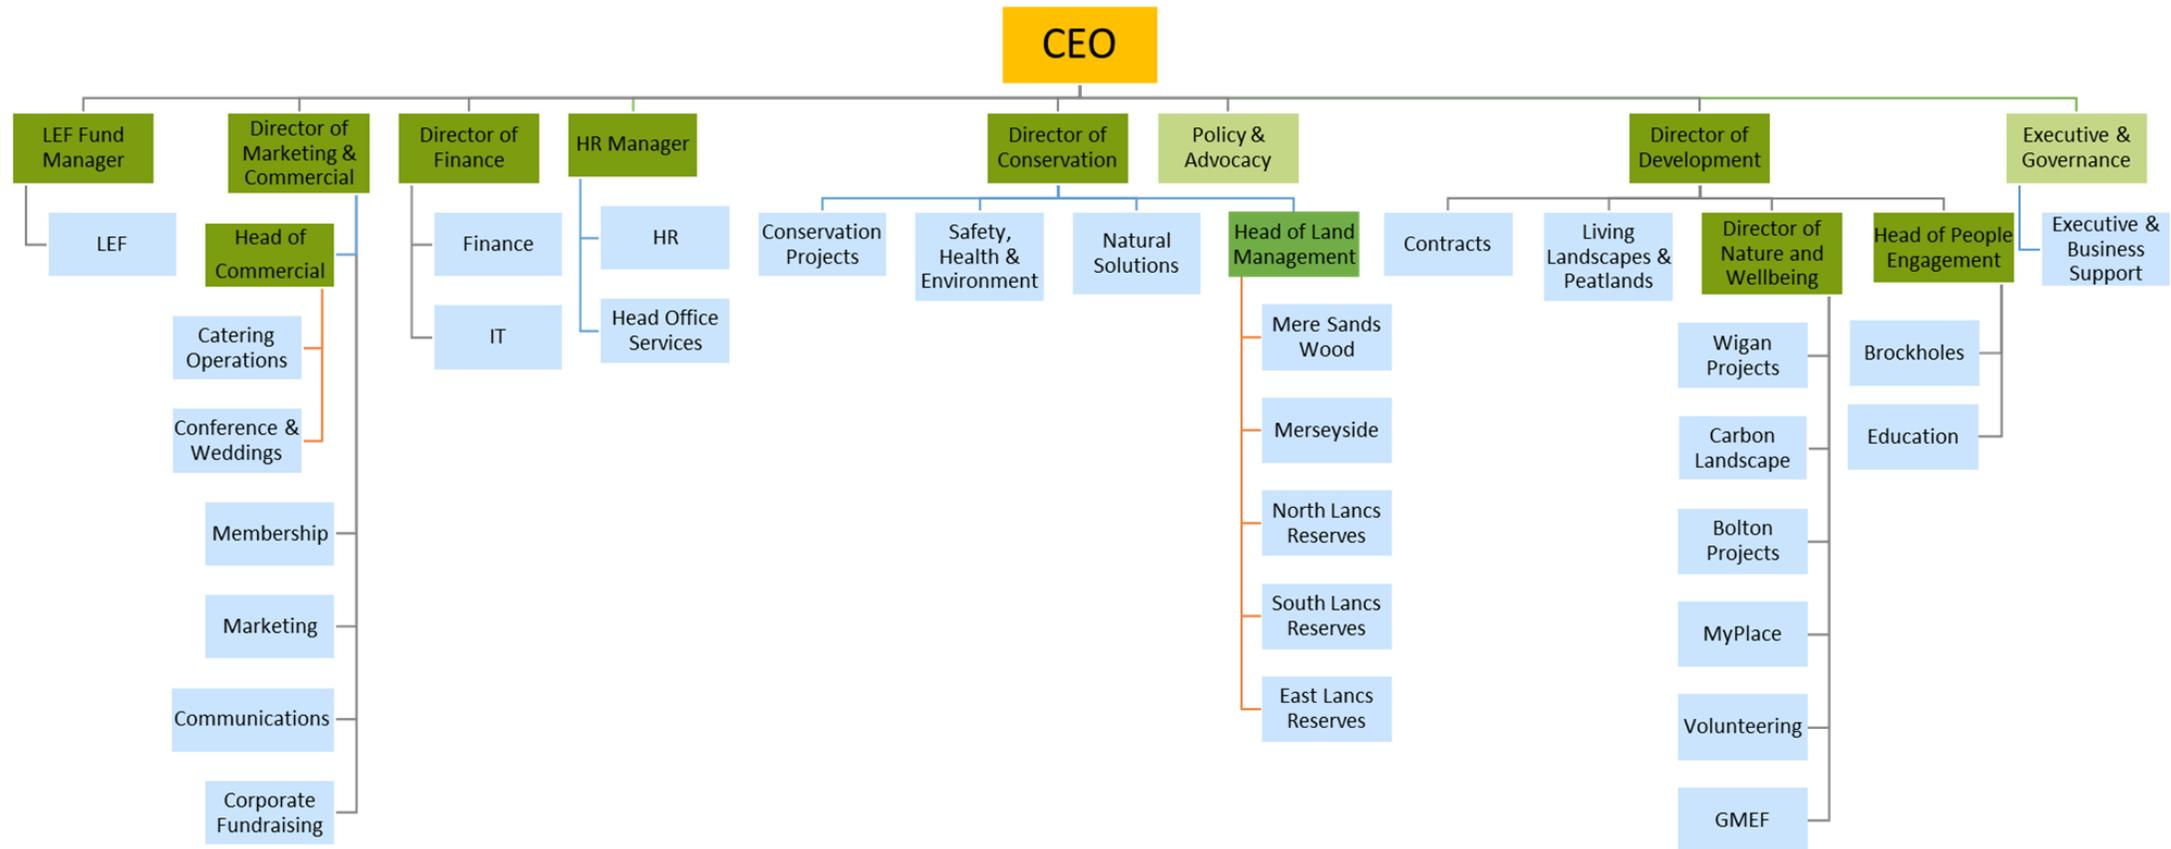 CEO
LEF Fund
Manager
Director of
Marketing &
Commercial
Director of
Finance
HR Manager
Director of
Conservation
Policy &
Advocacy
Director of
Development
Executive &
Governance
LEF
Head of
Commercial
Catering
Operations
Conference &
Weddings
Membership
Marketing
Communications
Corporate
Fundraising
Finance
IT
HR
Head Office
Services
Conservation
Projects
Safety,
Health &
Environment
Natural
Solutions
Head of Land
Management
Mere Sands
Wood
Merseyside
North Lancs
Reserves
South Lancs
Reserves
East Lancs
Reserves
Contracts
Living
Landscapes &
Peatlands
Director of
Nature and
Wellbeing
Wigan
Projects
Carbon
Landscape
Bolton
Projects
MyPlace
Volunteering
GMEF
Head of People
Engagement
Brockholes
Education
Executive &
Business
Support